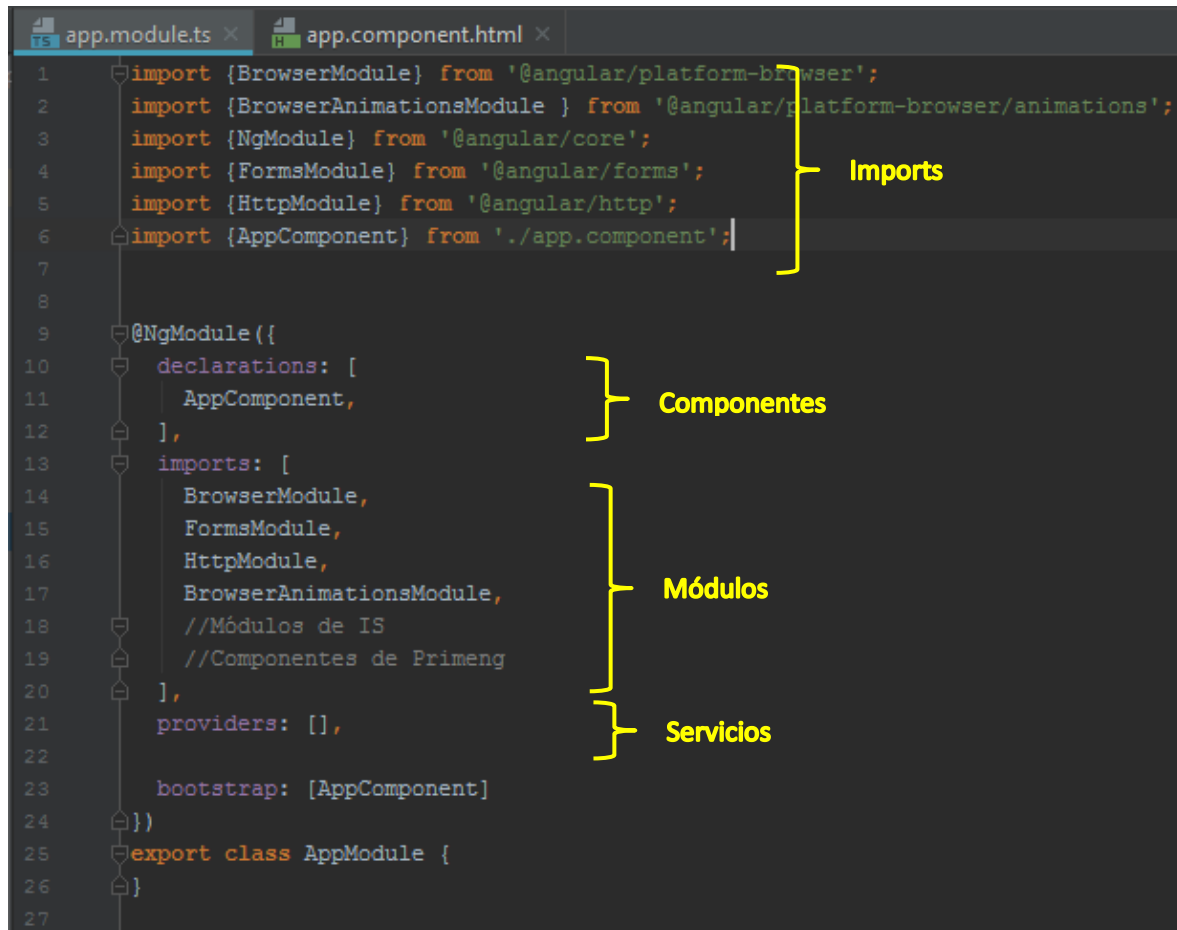 TS app.module.ts × H app.component.html ×
1 import {BrowserModule} from '@angular/platform-browser';
2 import {BrowserAnimationsModule } from '@angular/platform-browser/animations';
3 import {NgModule} from '@angular/core';
4 import {FormsModule} from '@angular/forms'; Imports
5 import {HttpModule} from '@angular/http';
6 import {AppComponent} from './app.component';
7
8
9 @NgModule({
10 declarations: [
11 AppComponent, Componentes
12 ],
13 imports: [
14 BrowserModule,
15 FormsModule,
16 HttpModule,
17 BrowserAnimationsModule, Módulos
18 //Módulos de IS
19 //Componentes de Primeng
20 ],
21 providers: [], Servicios
22
23 bootstrap: [AppComponent]
24 })
25 export class AppModule {
26 }
27